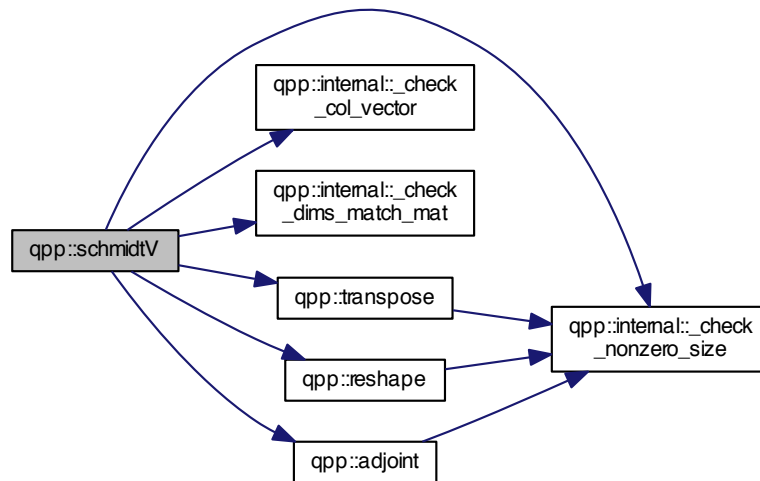 qpp::internal::_check
_col_vector
qpp::internal::_check
_dims_match_mat
qpp::schmidtV
qpp::transpose
qpp::internal::_check
_nonzero_size
qpp::reshape
qpp::adjoint